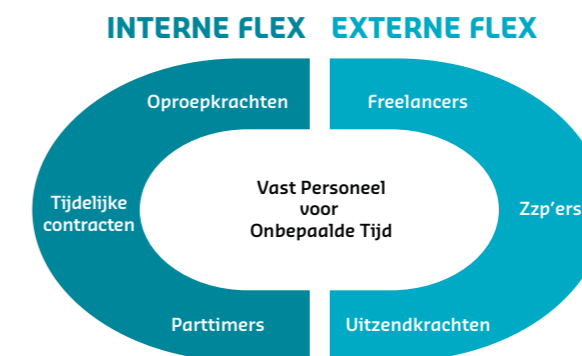 INTERNE FLEX EXTERNE FLEX
Oproepkrachten Freelancers
Vast Personeel
voor
Onbepaalde Tijd
Tijdelijke
contracten
Zzp'ers
Parttimers Uitzendkrachten